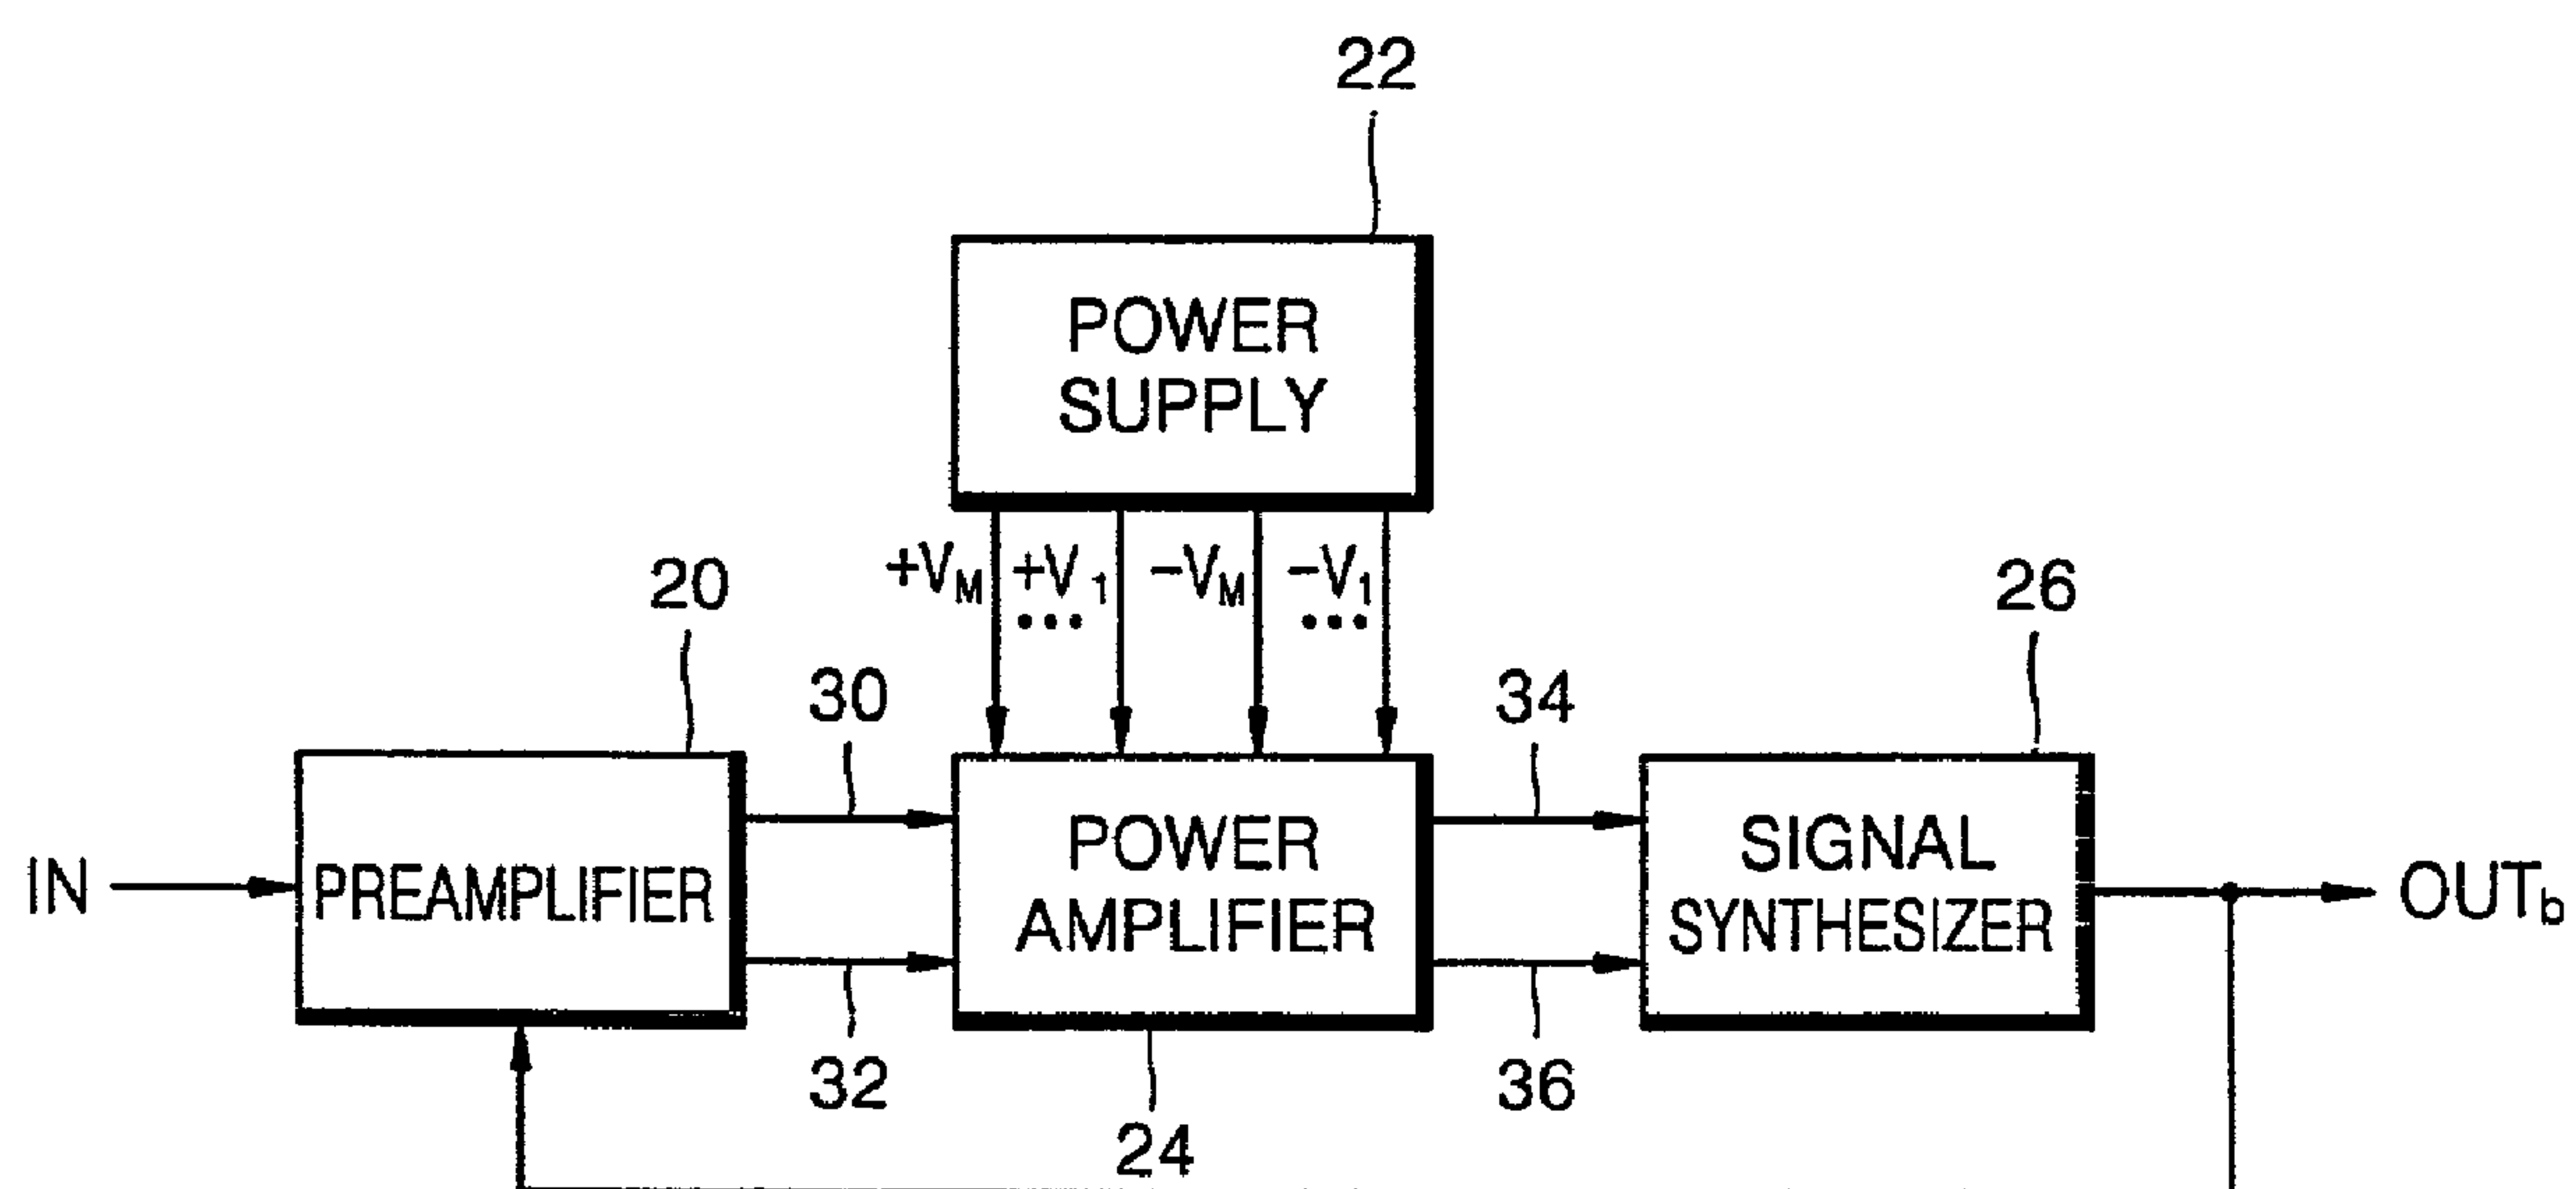 22
POWER
SUPPLY
+VM +V1 −VM −V1
••• •••
20
26
30
34
IN
PREAMPLIFIER
POWER
AMPLIFIER
SIGNAL
SYNTHESIZER
OUTb
32
36
24